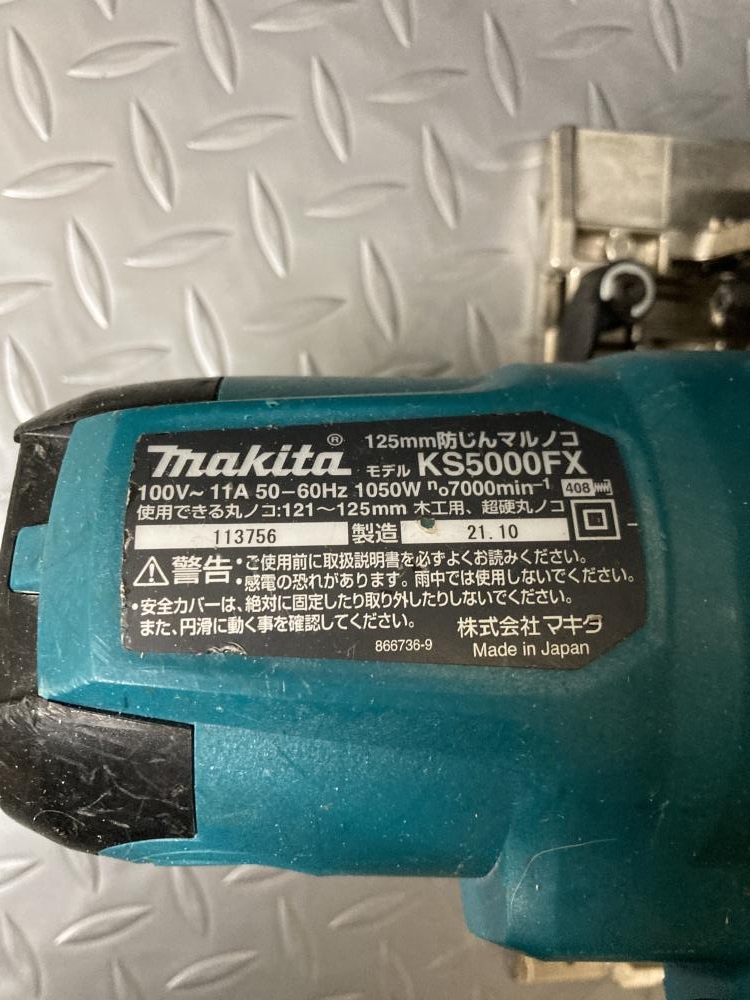 makita® 125mm防じんマルノコ
モデル KS5000FX
100V～ 11A 50-60Hz 1050W n₀7000min⁻¹ 408
使用できる丸ノコ:121～125mm 木工用、超硬丸ノコ
113756 製造 21.10
警告・ご使用前に取扱説明書を必ずよくお読みください。
・感電の恐れがあります。雨中では使用しないでください。
・安全カバーは、絶対に固定したり取り外したりしないでください。
また、円滑に動く事を確認してください。
株式会社マキタ
866736-9 Made in Japan